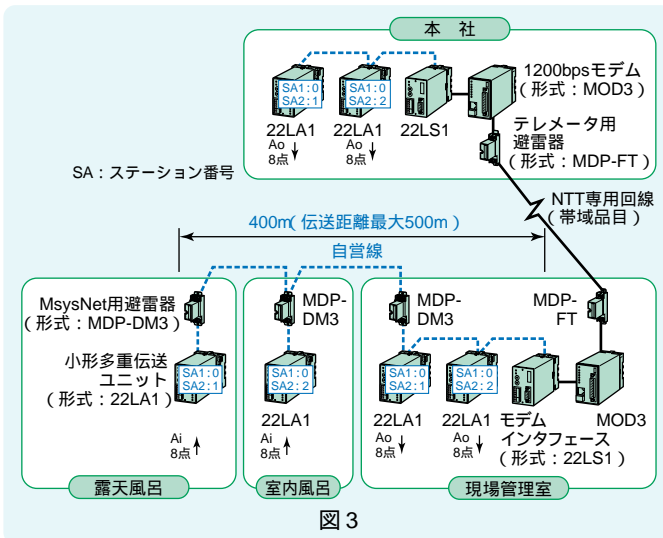 本　社
SA1:0
SA2:1
SA1:0
SA2:2
22LA1
22LA1
22LS1
Ao
8点
Ao
8点
1200bpsモデム
(形式：MOD3)
テレメータ用
避雷器
(形式：MDP-FT)
SA：ステーション番号
NTT専用回線
(帯域品目)
400m(伝送距離最大500m)
自営線
MsysNet用避雷器
(形式：MDP-DM3)
MDP-
DM3
MDP-
DM3
MDP-
FT
小形多重伝送
ユニット
(形式：22LA1)
SA1:0
SA2:1
SA1:0
SA2:2
SA1:0
SA2:1
SA1:0
SA2:2
22LA1
22LA1
22LA1
モデム
インタフェース
(形式：22LS1)
MOD3
Ai
8点
Ai
8点
Ao
8点
Ao
8点
露天風呂
室内風呂
現場管理室
図3